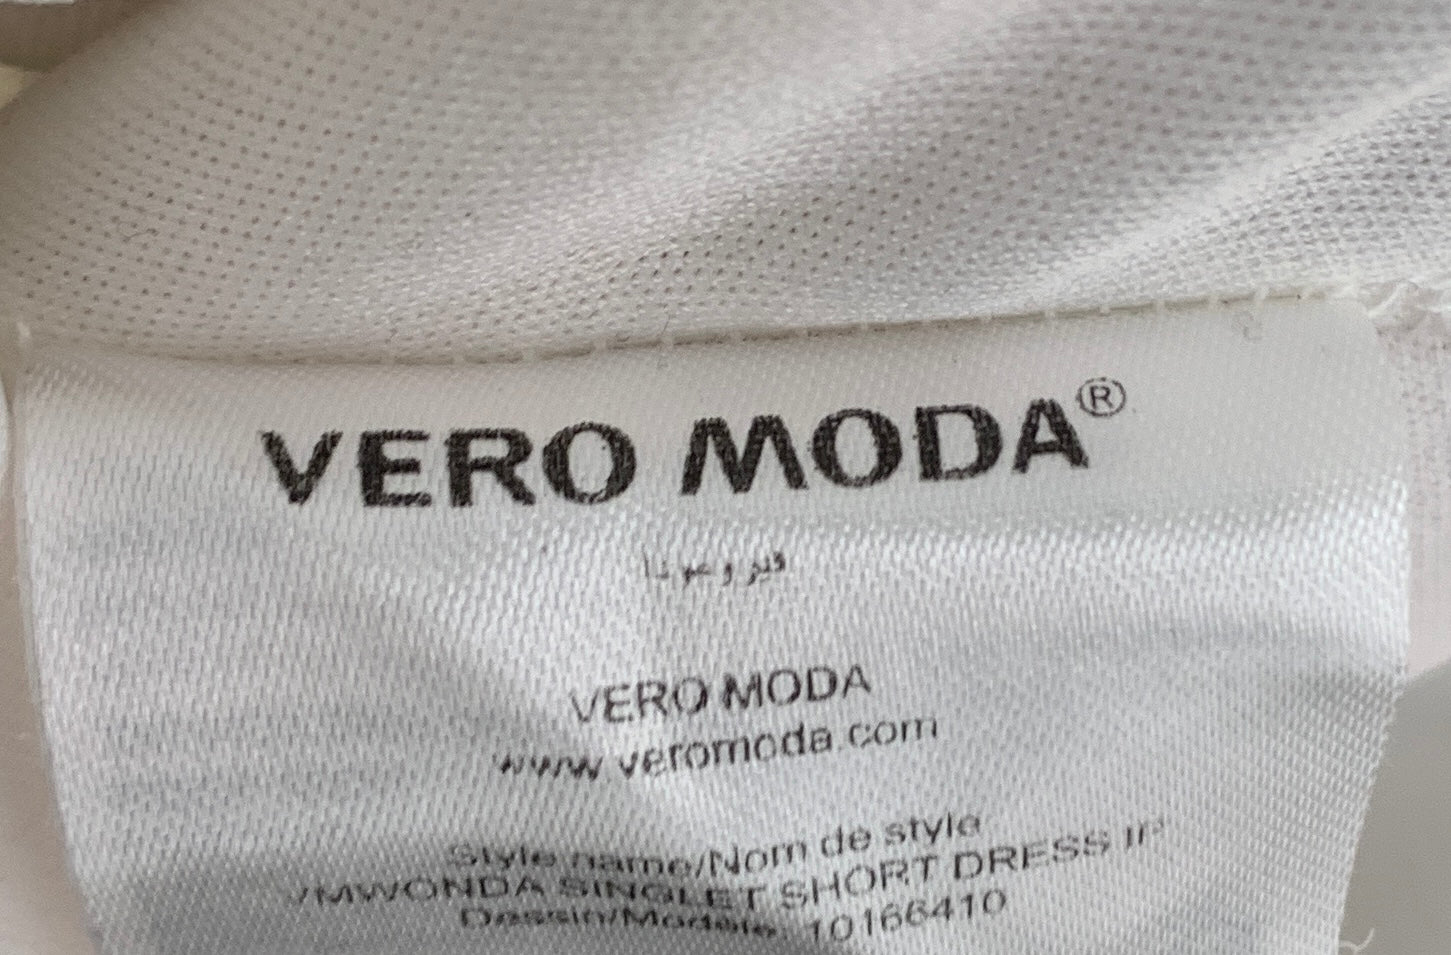 VERO MODA®
فيرو مودا
VERO MODA
www.veromoda.com
Style name/Nom de style
VMWONDA SINGLET SHORT DRESS
Dessin/Modèle: 10166410